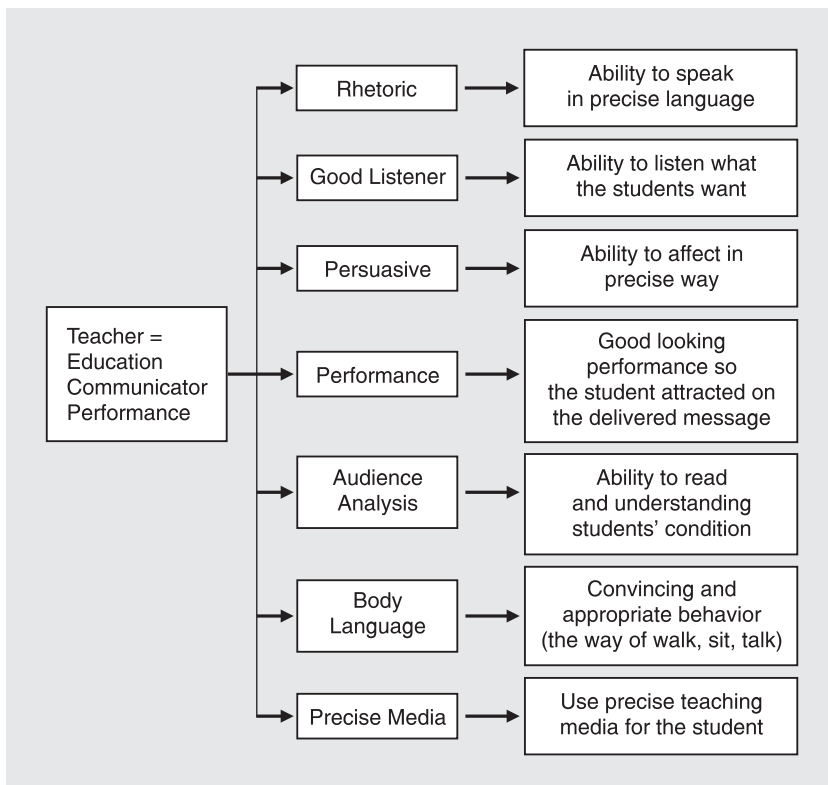 Teacher =
Education
Communicator
Performance
Rhetoric
Ability to speak
in precise language
Good Listener
Ability to listen what
the students want
Persuasive
Ability to affect in
precise way
Performance
Good looking
performance so
the student attracted on
the delivered message
Audience
Analysis
Ability to read
and understanding
students’ condition
Body
Language
Convincing and
appropriate behavior
(the way of walk, sit, talk)
Precise Media
Use precise teaching
media for the student